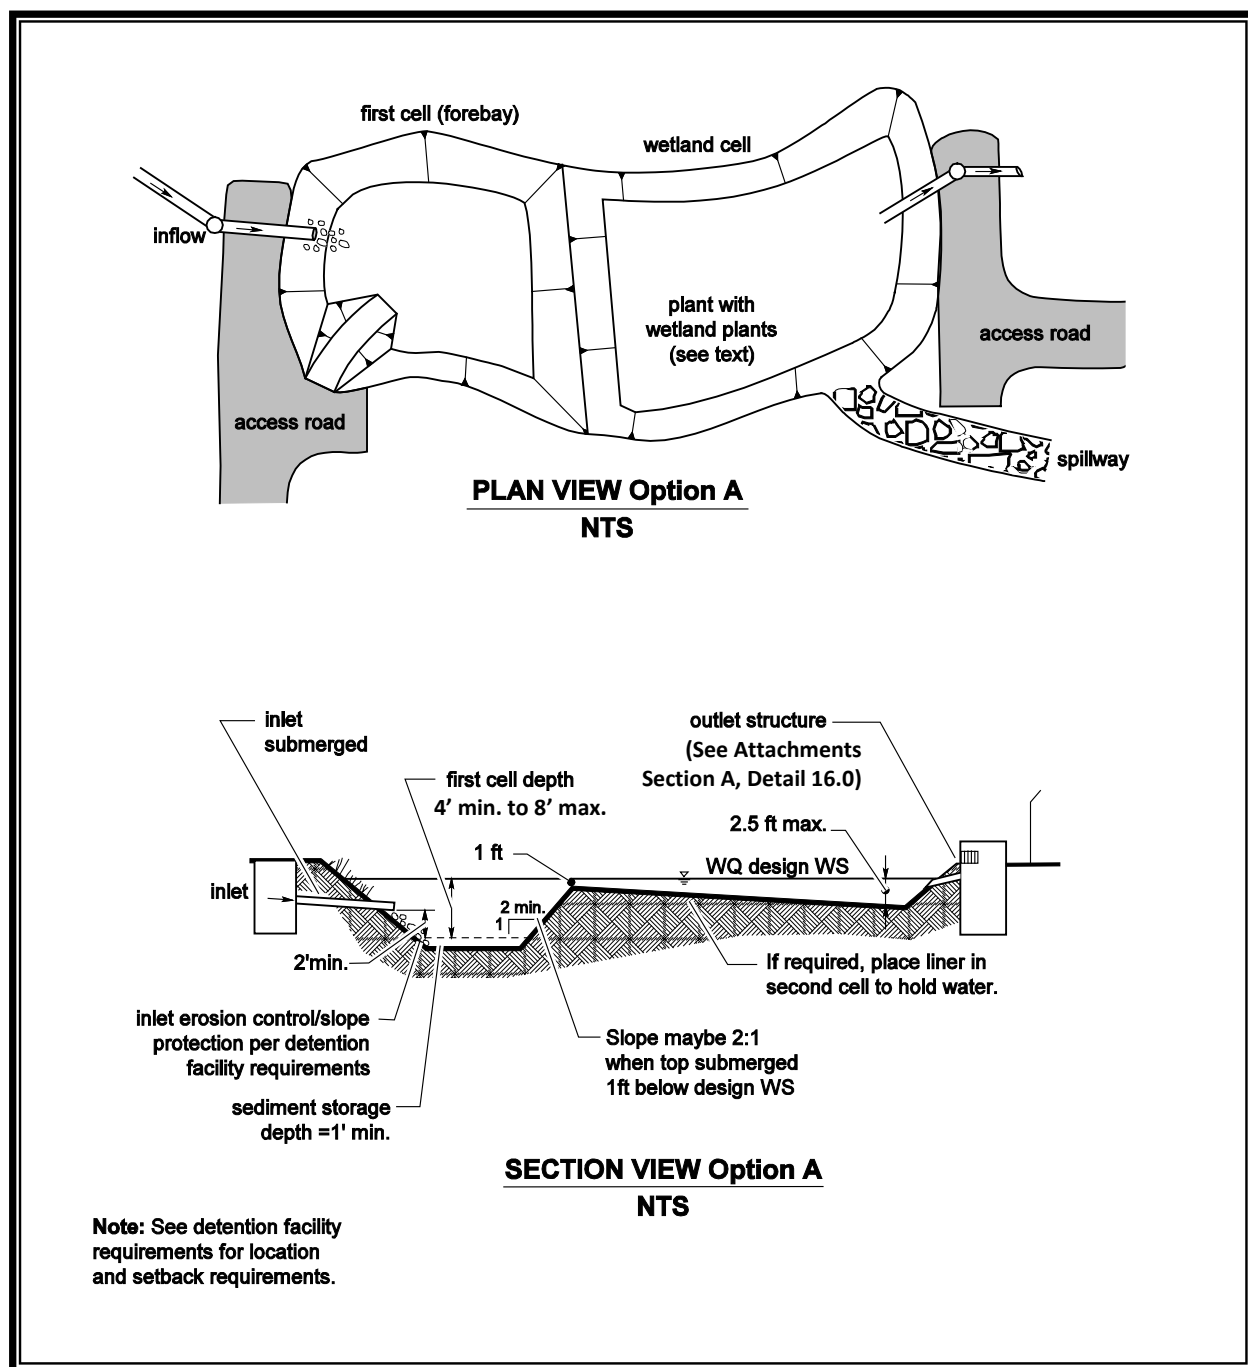 first cell (forebay)
wetland cell
inflow
plant with
wetland plants
(see text)
access road
access road
spillway
PLAN VIEW Option A
NTS
inlet
submerged
outlet structure
(See Attachments
Section A, Detail 16.0)
first cell depth
4’ min. to 8’ max.
2.5 ft max.
1 ft
WQ design WS
inlet
2 min.
1
2'min.
If required, place liner in
second cell to hold water.
inlet erosion control/slope
protection per detention
facility requirements
Slope maybe 2:1
when top submerged
1ft below design WS
sediment storage
depth =1' min.
SECTION VIEW Option A
NTS
Note: See detention facility
requirements for location
and setback requirements.